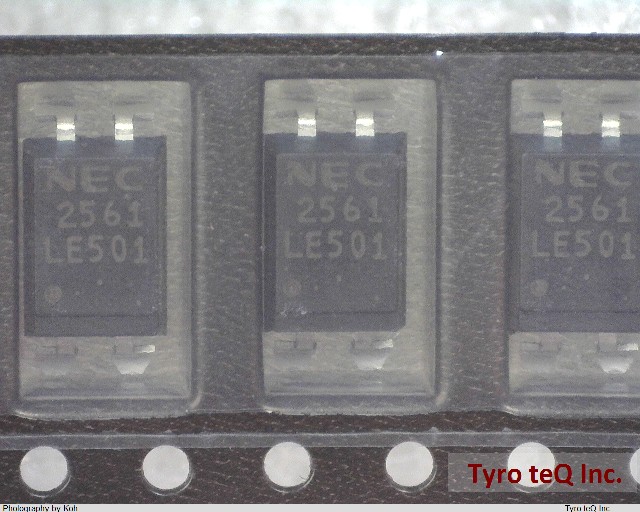 NEC
2561
LE501
NEC
2561
LE501
NEC
2561
LE501
Tyro teQ Inc.
Photography by Koh
Tyro teQ Inc.